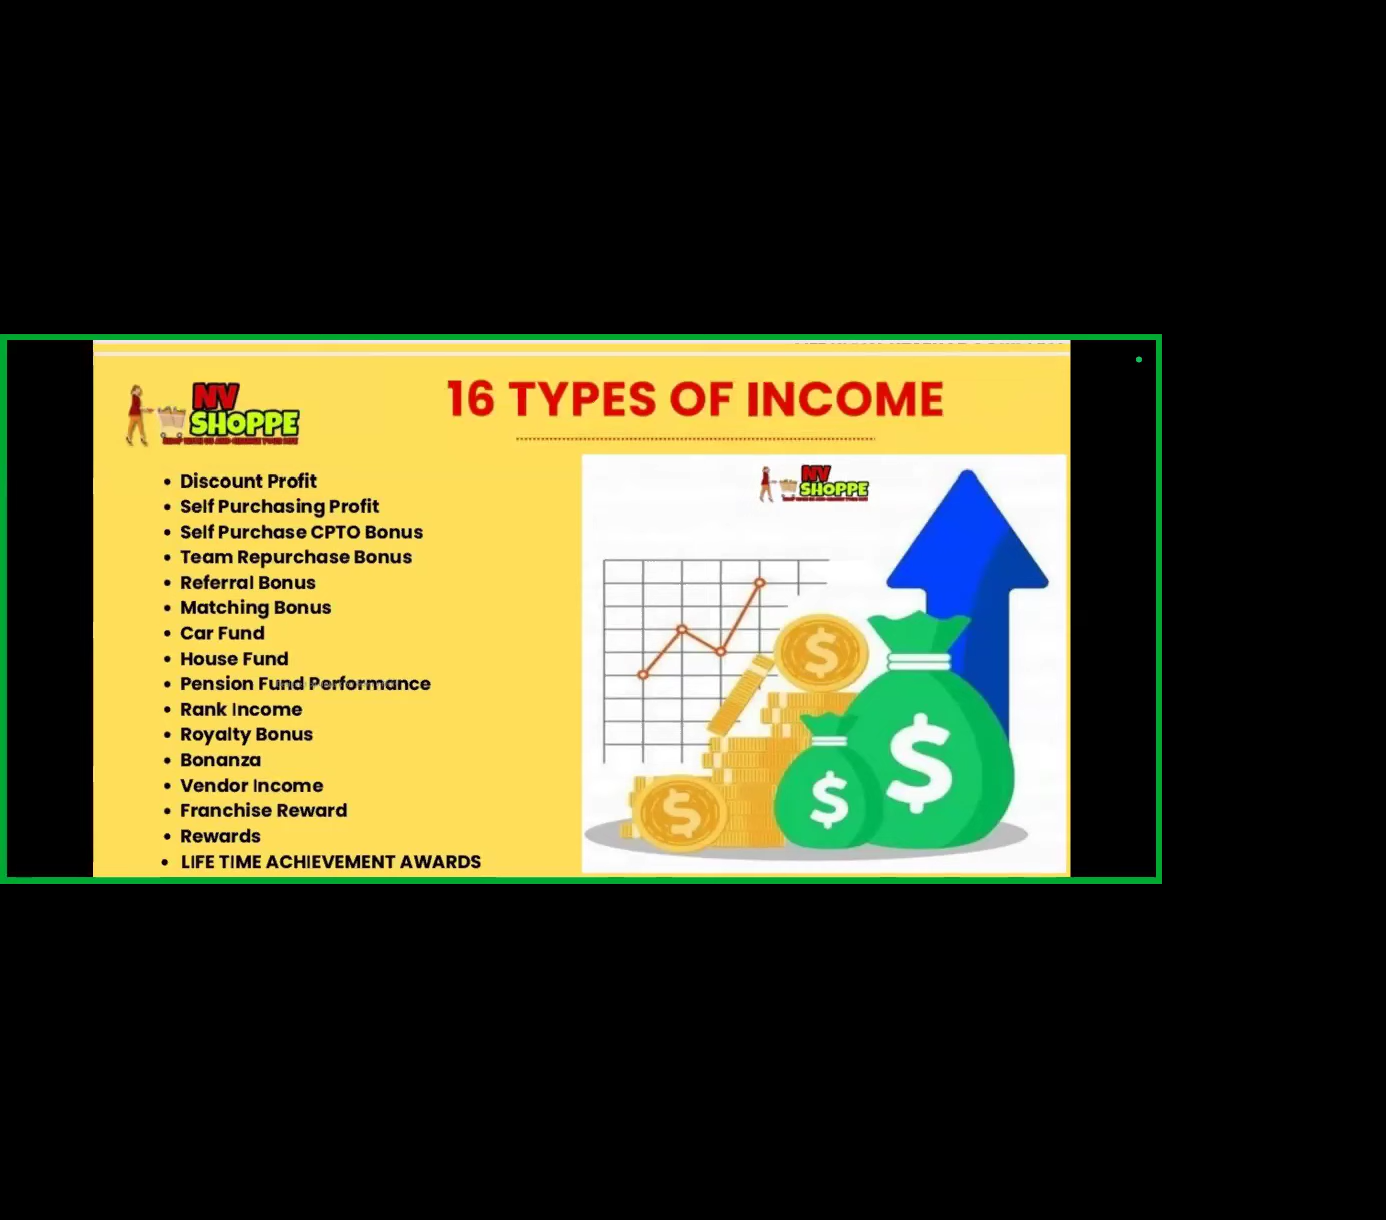 NV
SHOPPE
16 TYPES OF INCOME
Discount Profit
Self Purchasing Profit
Self Purchase CPTO Bonus
Team Repurchase Bonus
Referral Bonus
Matching Bonus
Car Fund
House Fund
Pension Fund Performance
Rank Income
Royalty Bonus
Bonanza
Vendor Income
Franchise Reward
Rewards
LIFE TIME ACHIEVEMENT AWARDS
NV
SHOPPE